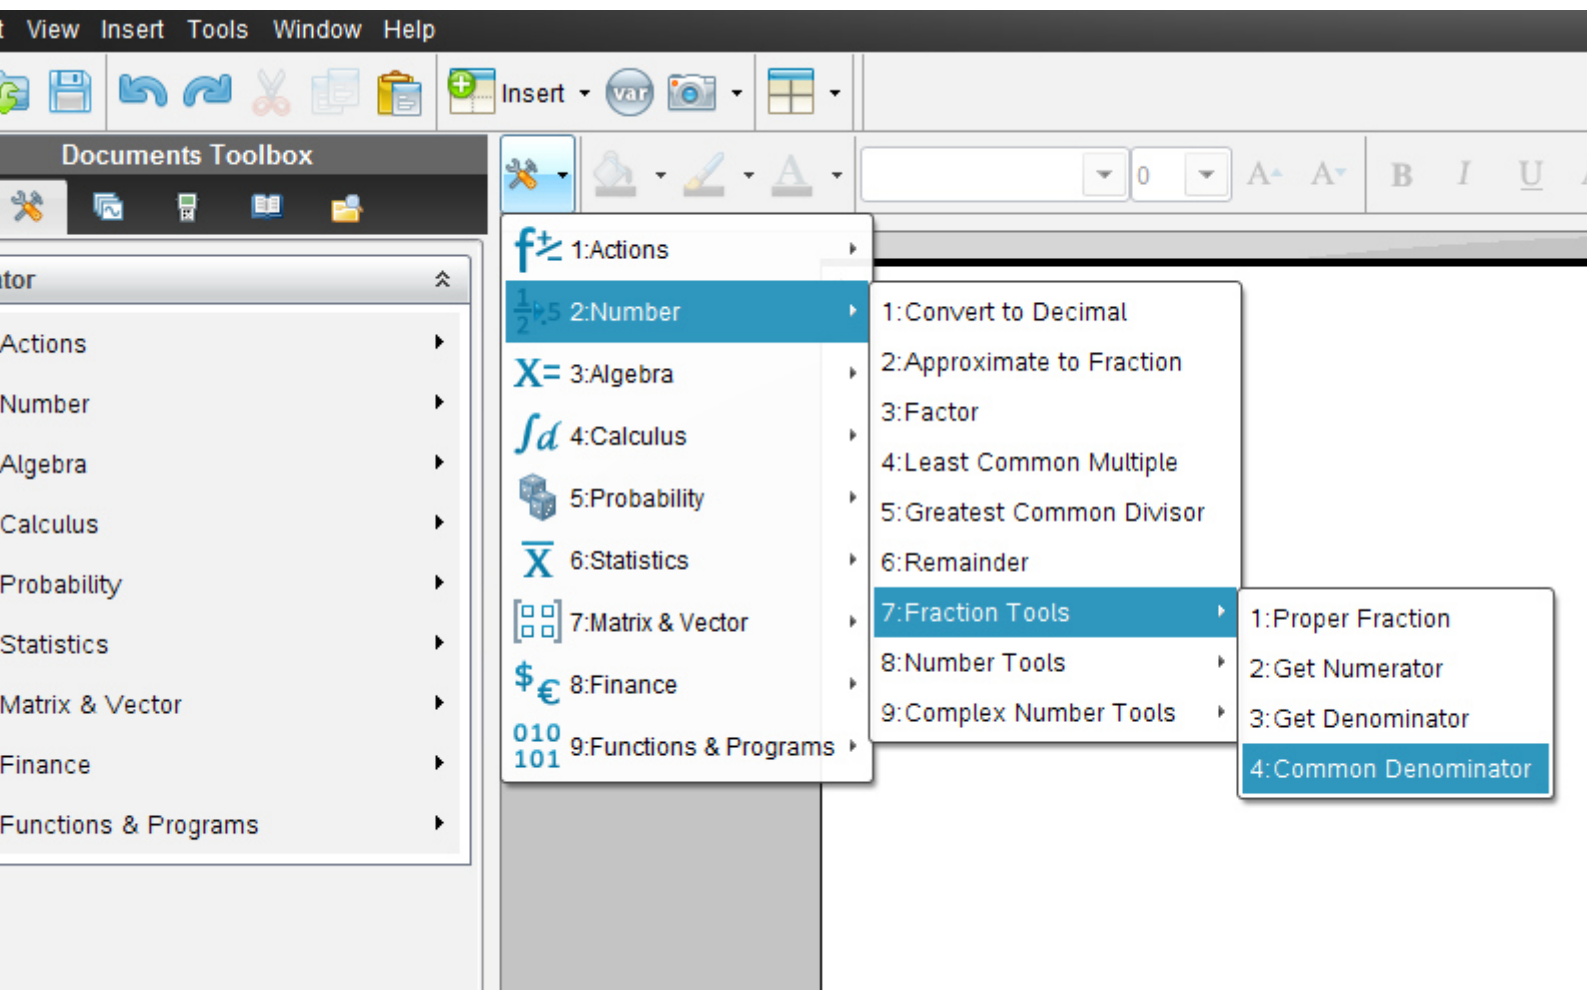 View Insert Tools Window Help
Insert var
Documents Toolbox
0 A A B I U
1:Actions
2:Number
3:Algebra
4:Calculus
5:Probability
6:Statistics
7:Matrix & Vector
8:Finance
9:Functions & Programs
1:Convert to Decimal
2:Approximate to Fraction
3:Factor
4:Least Common Multiple
5:Greatest Common Divisor
6:Remainder
7:Fraction Tools
8:Number Tools
9:Complex Number Tools
1:Proper Fraction
2:Get Numerator
3:Get Denominator
4:Common Denominator
Actions
Number
Algebra
Calculus
Probability
Statistics
Matrix & Vector
Finance
Functions & Programs